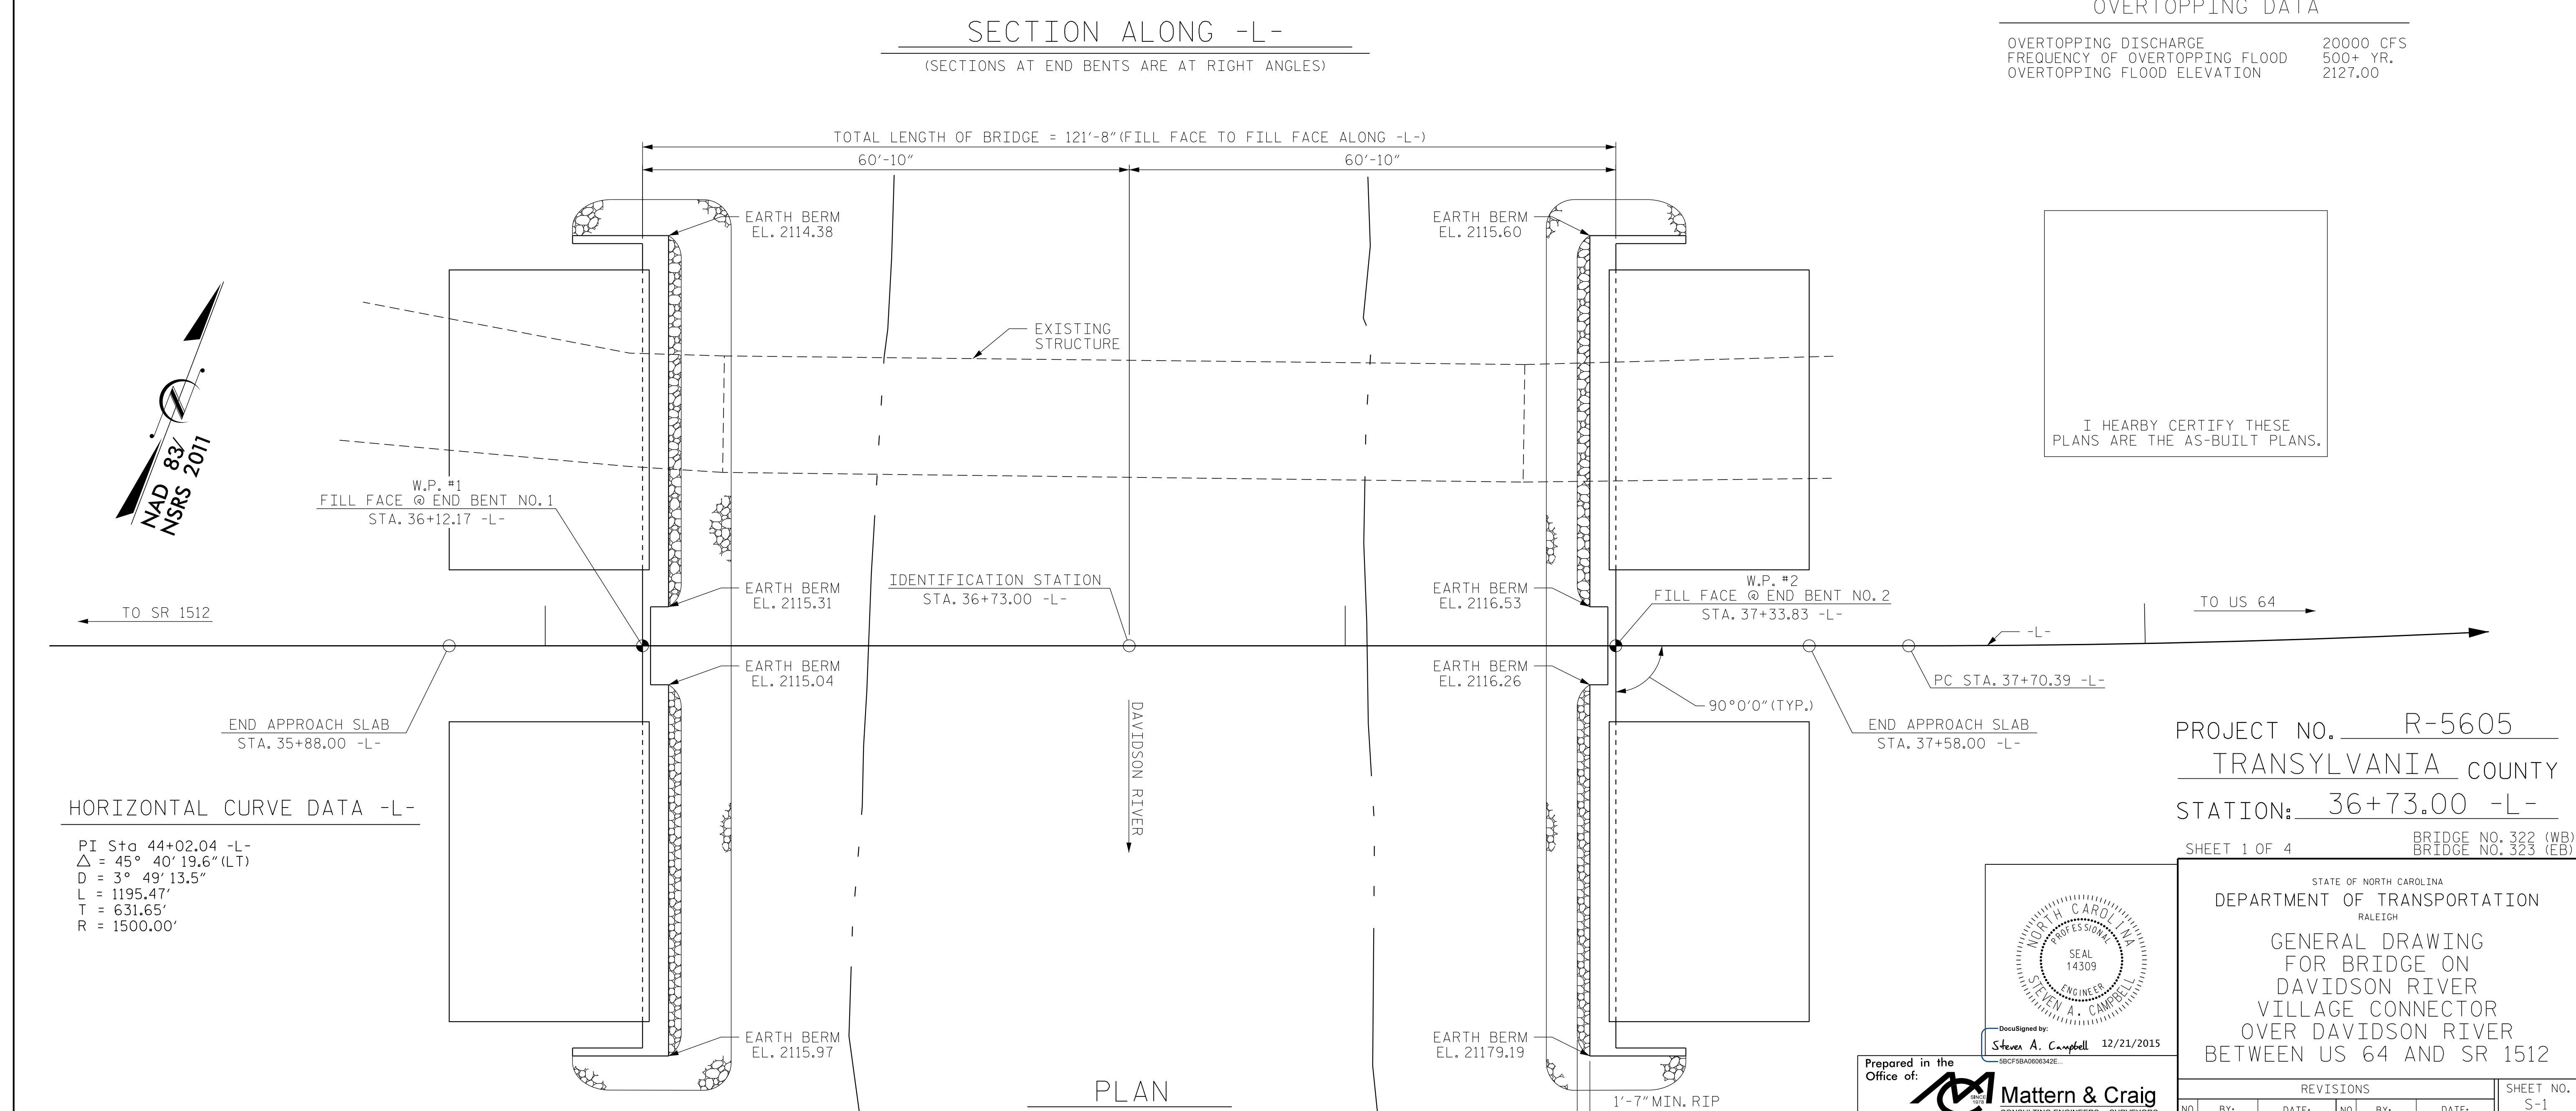 SECTION ALONG -L-
(SECTIONS AT END BENTS ARE AT RIGHT ANGLES)
OVERTOPPING DATA
OVERTOPPING DISCHARGE 20000 CFS
FREQUENCY OF OVERTOPPING FLOOD 500+ YR.
OVERTOPPING FLOOD ELEVATION 2127.00
TOTAL LENGTH OF BRIDGE = 121'-8" (FILL FACE TO FILL FACE ALONG -L-)
60'-10" 60'-10"
EARTH BERM
EL. 2114.38
EARTH BERM
EL. 2115.60
EXISTING
STRUCTURE
I HEARBY CERTIFY THESE
PLANS ARE THE AS-BUILT PLANS.
NAD 83/
NSRS 2011
W.P. #1
FILL FACE @ END BENT NO. 1
STA. 36+12.17 -L-
EARTH BERM
EL. 2115.31
IDENTIFICATION STATION
STA. 36+73.00 -L-
EARTH BERM
EL. 2116.53
W.P. #2
FILL FACE @ END BENT NO. 2
STA. 37+33.83 -L-
TO SR 1512
TO US 64
-L-
EARTH BERM
EL. 2115.04
EARTH BERM
EL. 2116.26
PC STA. 37+70.39 -L-
90°0'0" (TYP.)
END APPROACH SLAB
STA. 35+88.00 -L-
END APPROACH SLAB
STA. 37+58.00 -L-
DAVIDSON RIVER
HORIZONTAL CURVE DATA -L-
PI Sta 44+02.04 -L-
△ = 45° 40' 19.6" (LT)
D = 3° 49' 13.5"
L = 1195.47'
T = 631.65'
R = 1500.00'
EARTH BERM
EL. 2115.97
EARTH BERM
EL. 21179.19
PLAN
1'-7" MIN. RIP
PROJECT NO. R-5605
TRANSYLVANIA COUNTY
STATION: 36+73.00 -L-
BRIDGE NO. 322 (WB)
SHEET 1 OF 4 BRIDGE NO. 323 (EB)
STATE OF NORTH CAROLINA
DEPARTMENT OF TRANSPORTATION
RALEIGH
GENERAL DRAWING
FOR BRIDGE ON
DAVIDSON RIVER
VILLAGE CONNECTOR
OVER DAVIDSON RIVER
BETWEEN US 64 AND SR 1512
NORTH CAROLINA
PROFESSIONAL
SEAL
14309
ENGINEER
STEVEN A. CAMPBELL
DocuSigned by:
Steven A. Campbell 12/21/2015
5BCF5BA0606342E...
Prepared in the
Office of:
SINCE
1978
Mattern & Craig
CONSULTING ENGINEERS SURVEYORS
REVISIONS
SHEET NO.
S-1
NO. BY: DATE: NO. BY: DATE: